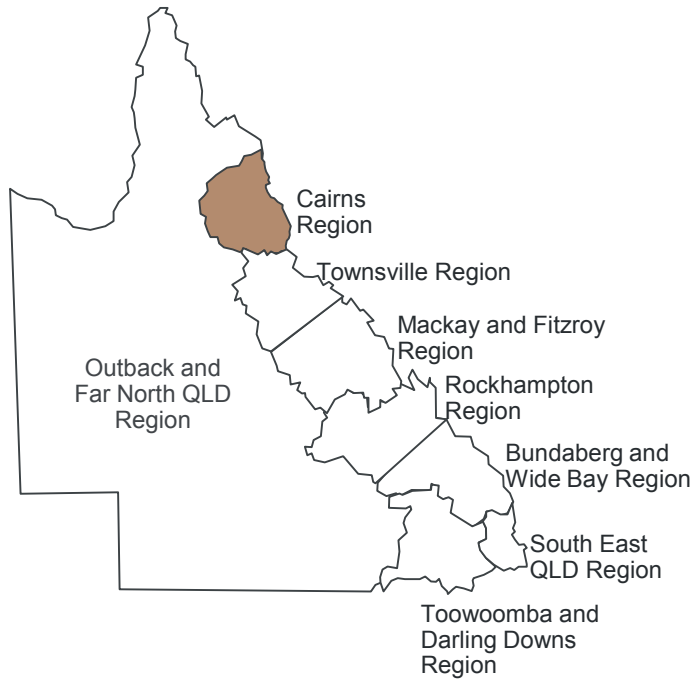 Cairns
Region
Townsville Region
Mackay and Fitzroy
Region
Outback and
Far North QLD
Region
Rockhampton
Region
Bundaberg and
Wide Bay Region
South East
QLD Region
Toowoomba and
Darling Downs
Region